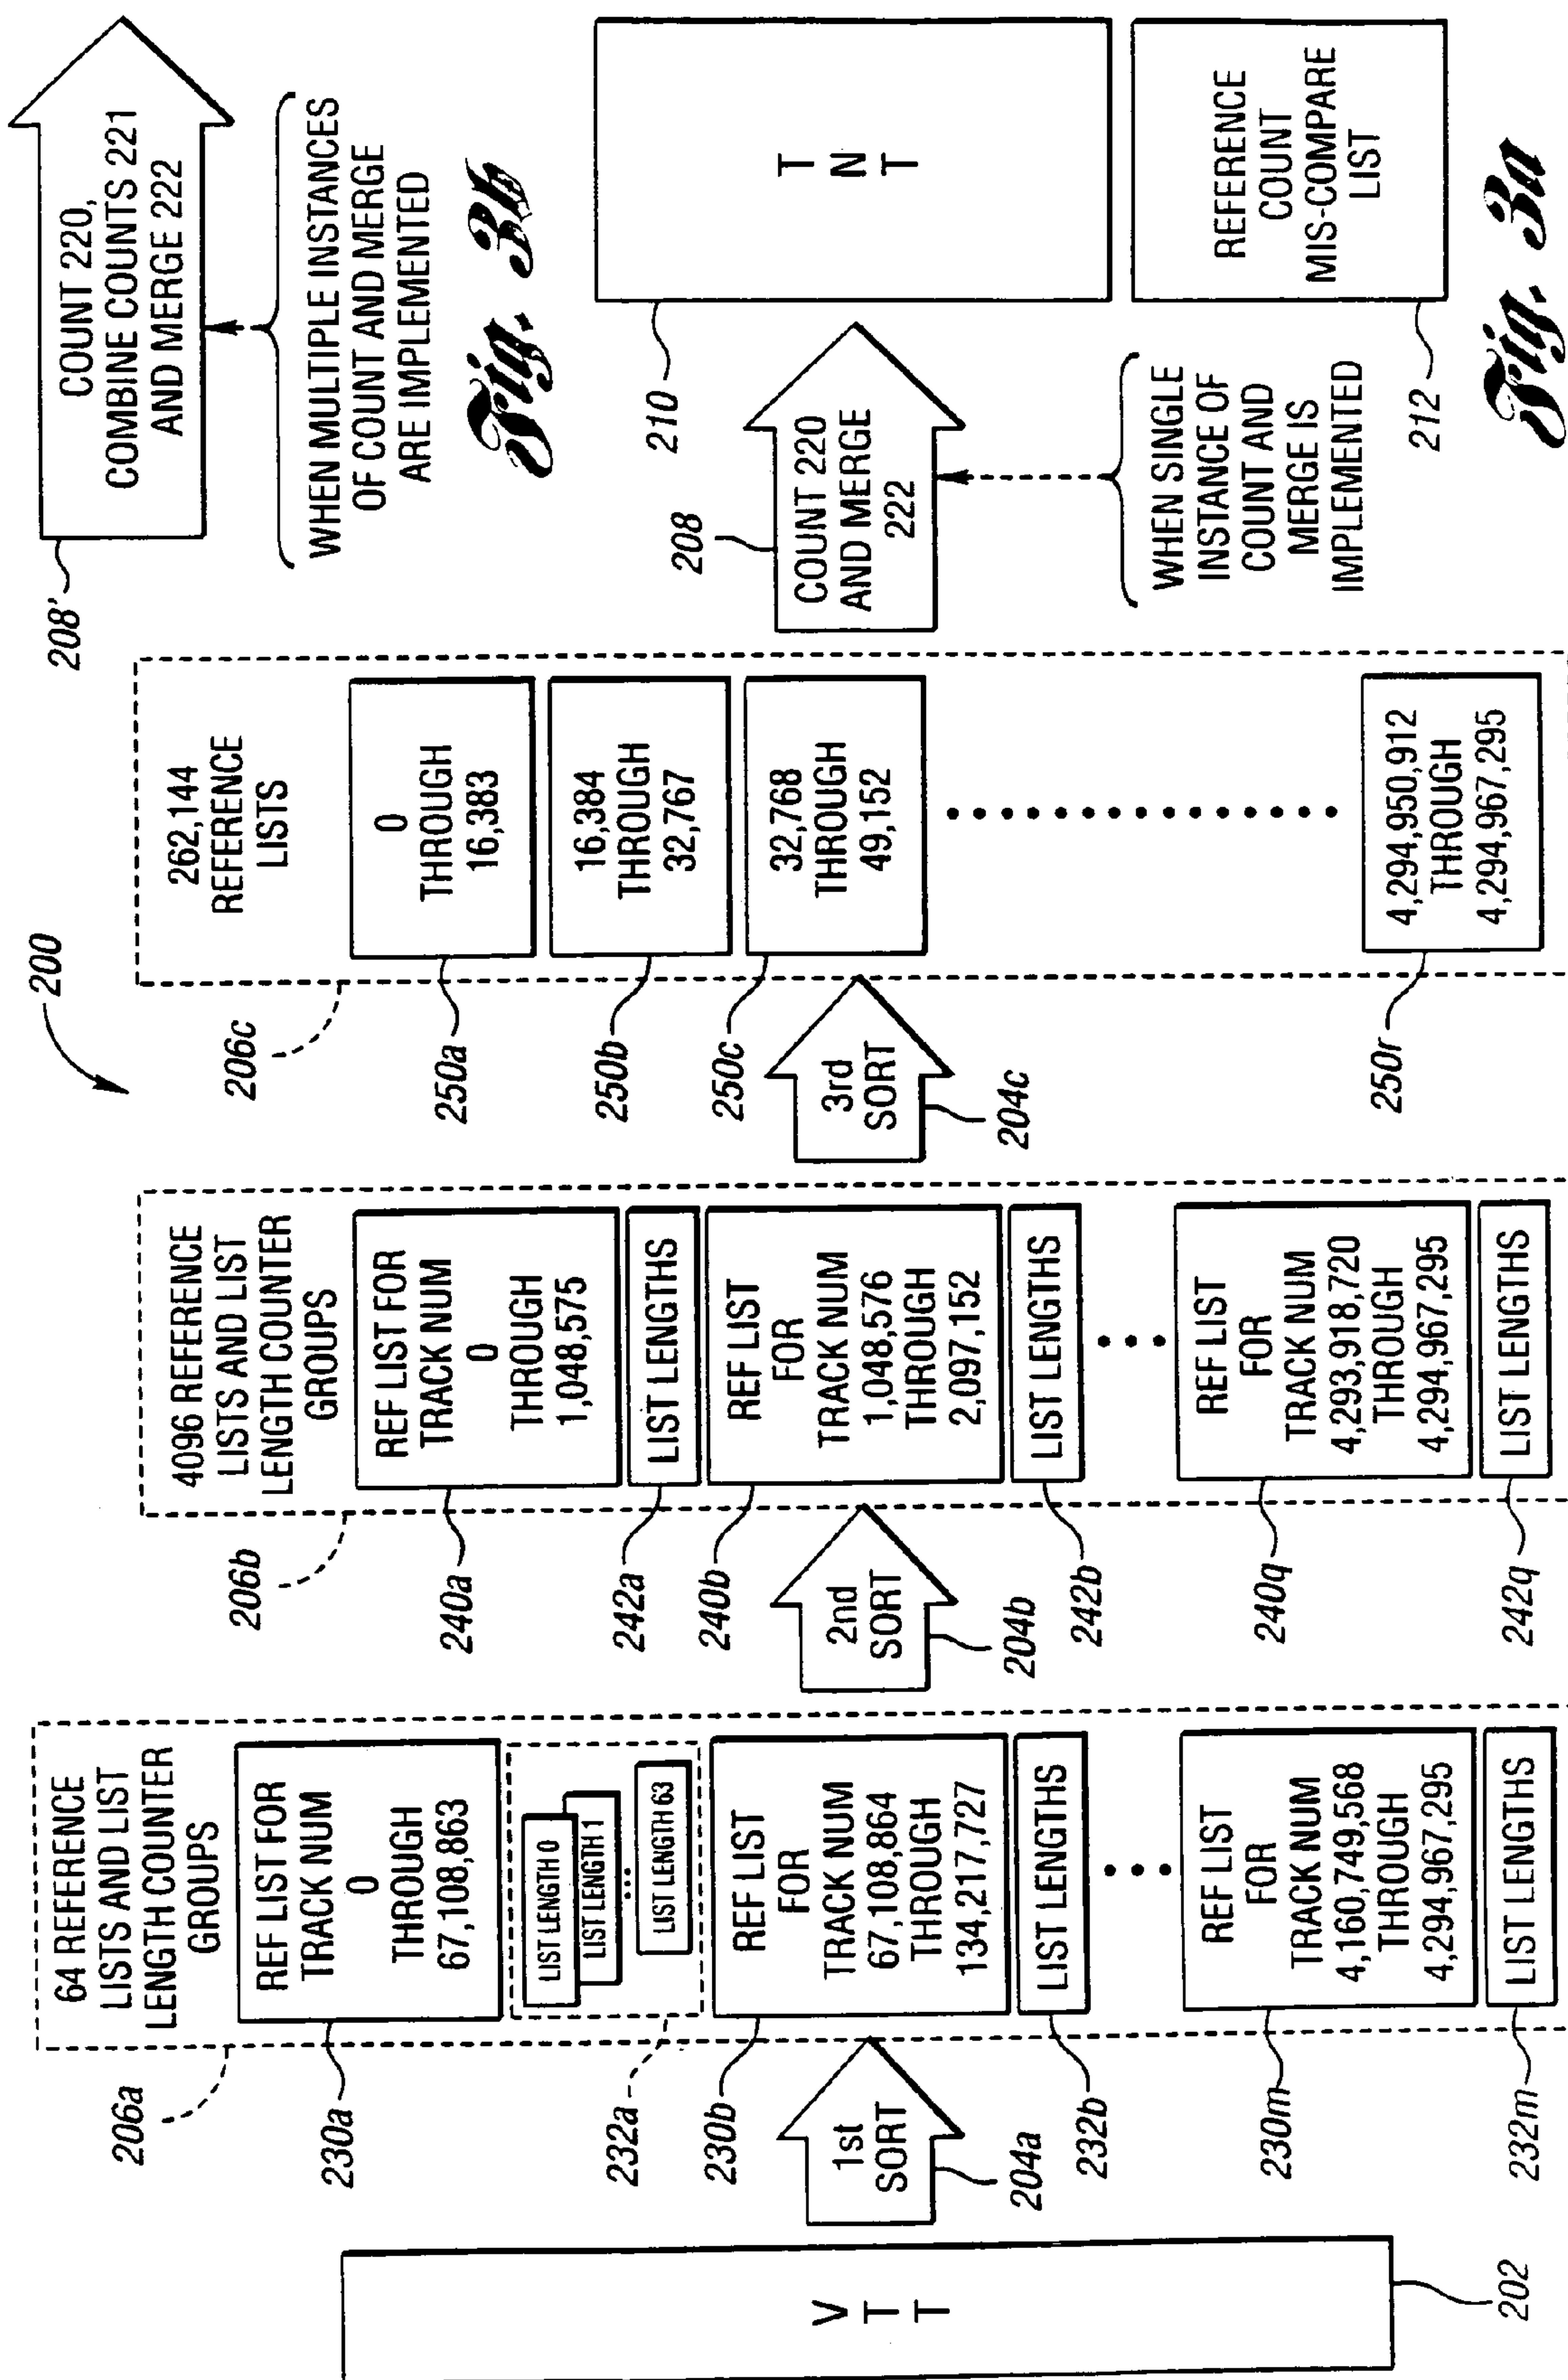 200
VTT
202
1st
SORT
204a
206a
64 REFERENCE
LISTS AND LIST
LENGTH COUNTER
GROUPS
230a
REF LIST FOR
TRACK NUM
0
THROUGH
67,108,863
232a
LIST LENGTH 0
LIST LENGTH 1
LIST LENGTH 63
230b
REF LIST
FOR
TRACK NUM
67,108,864
THROUGH
134,217,727
232b
LIST LENGTHS
230m
REF LIST
FOR
TRACK NUM
4,160,749,568
THROUGH
4,294,967,295
232m
LIST LENGTHS
2nd
SORT
204b
206b
4096 REFERENCE
LISTS AND LIST
LENGTH COUNTER
GROUPS
240a
REF LIST FOR
TRACK NUM
0
THROUGH
1,048,575
242a
LIST LENGTHS
240b
REF LIST
FOR
TRACK NUM
1,048,576
THROUGH
2,097,152
242b
LIST LENGTHS
240q
REF LIST
FOR
TRACK NUM
4,293,918,720
THROUGH
4,294,967,295
242q
LIST LENGTHS
3rd
SORT
204c
206c
262,144
REFERENCE
LISTS
250a
0
THROUGH
16,383
250b
16,384
THROUGH
32,767
250c
32,768
THROUGH
49,152
250r
4,294,950,912
THROUGH
4,294,967,295
208'
COUNT 220,
COMBINE COUNTS 221
AND MERGE 222
WHEN MULTIPLE INSTANCES
OF COUNT AND MERGE
ARE IMPLEMENTED
Fig. 3b
208
COUNT 220
AND MERGE
222
WHEN SINGLE
INSTANCE OF
COUNT AND
MERGE IS
IMPLEMENTED
210
TNT
212
REFERENCE
COUNT
MIS-COMPARE
LIST
Fig. 3a